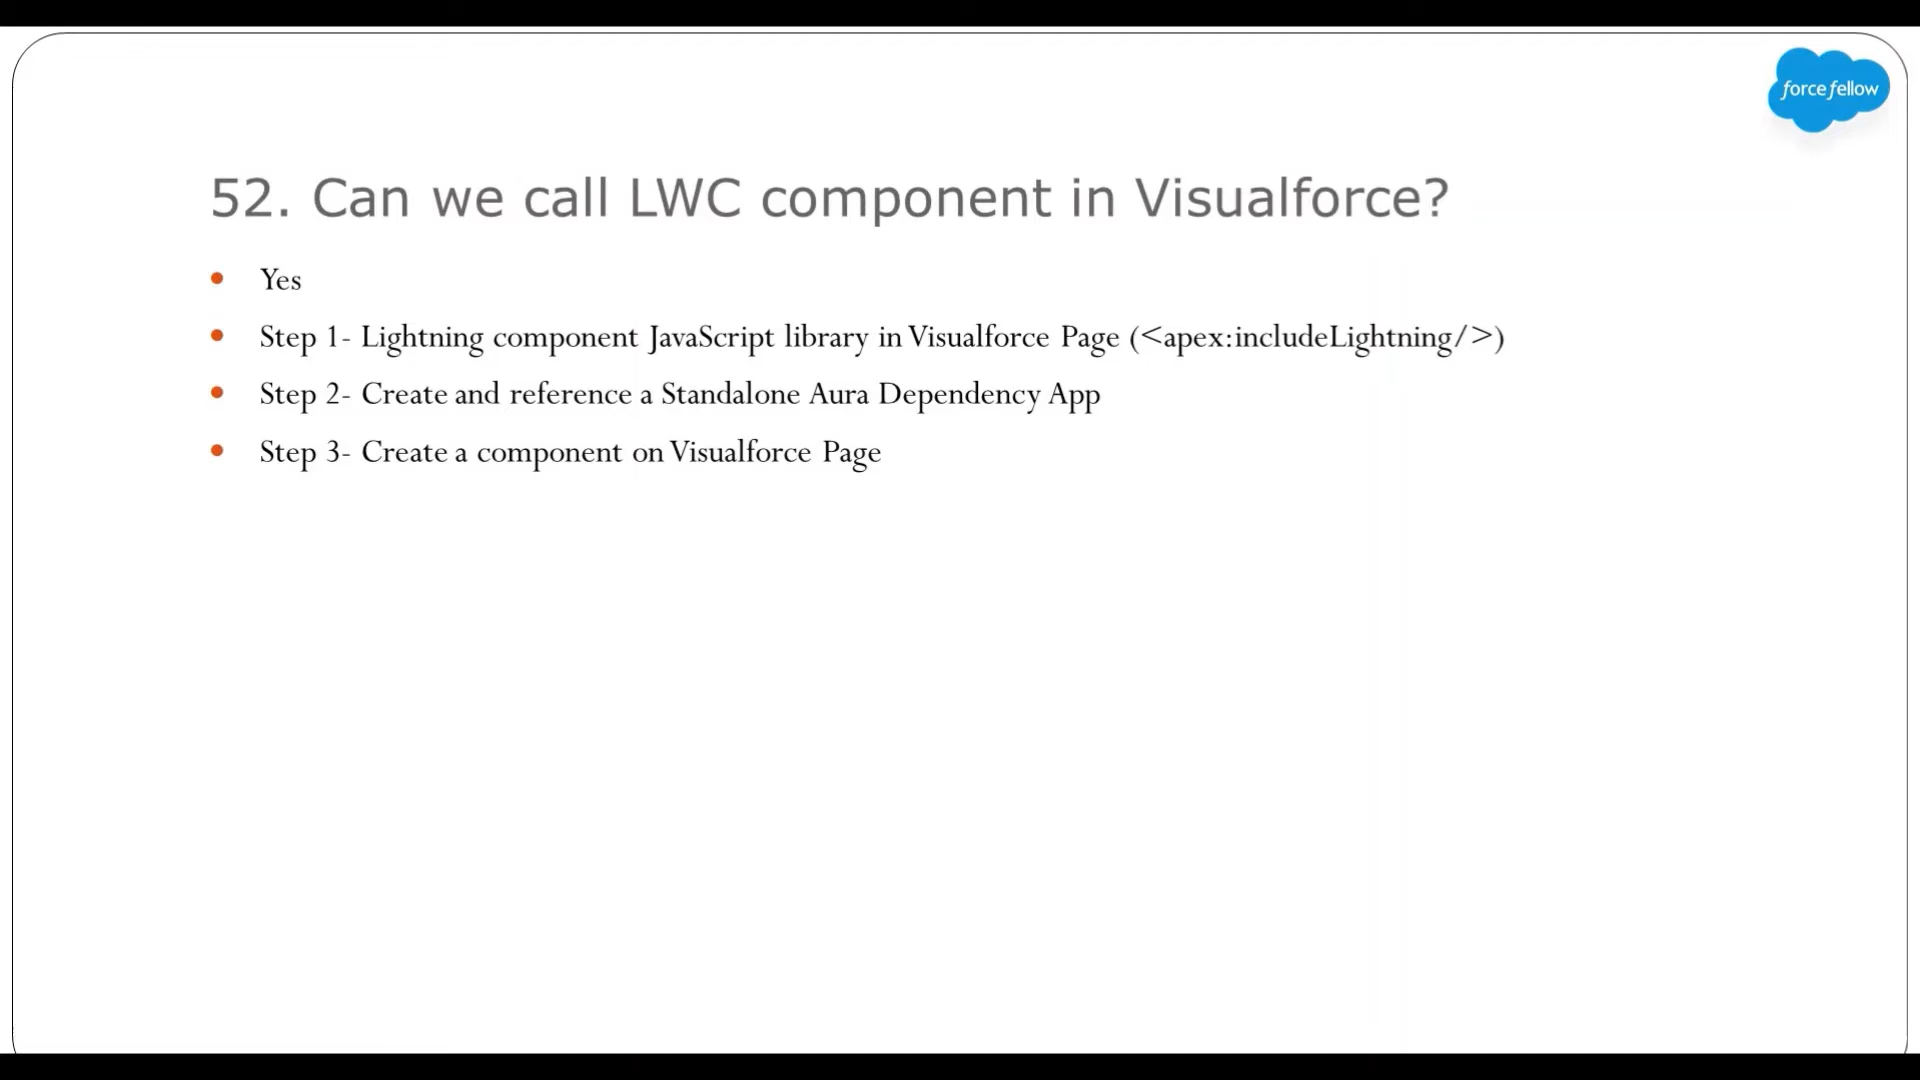 force fellow
52. Can we call LWC component in Visualforce?
• Yes
• Step 1- Lightning component JavaScript library in Visualforce Page (<apex:includeLightning/>)
• Step 2- Create and reference a Standalone Aura Dependency App
• Step 3- Create a component on Visualforce Page